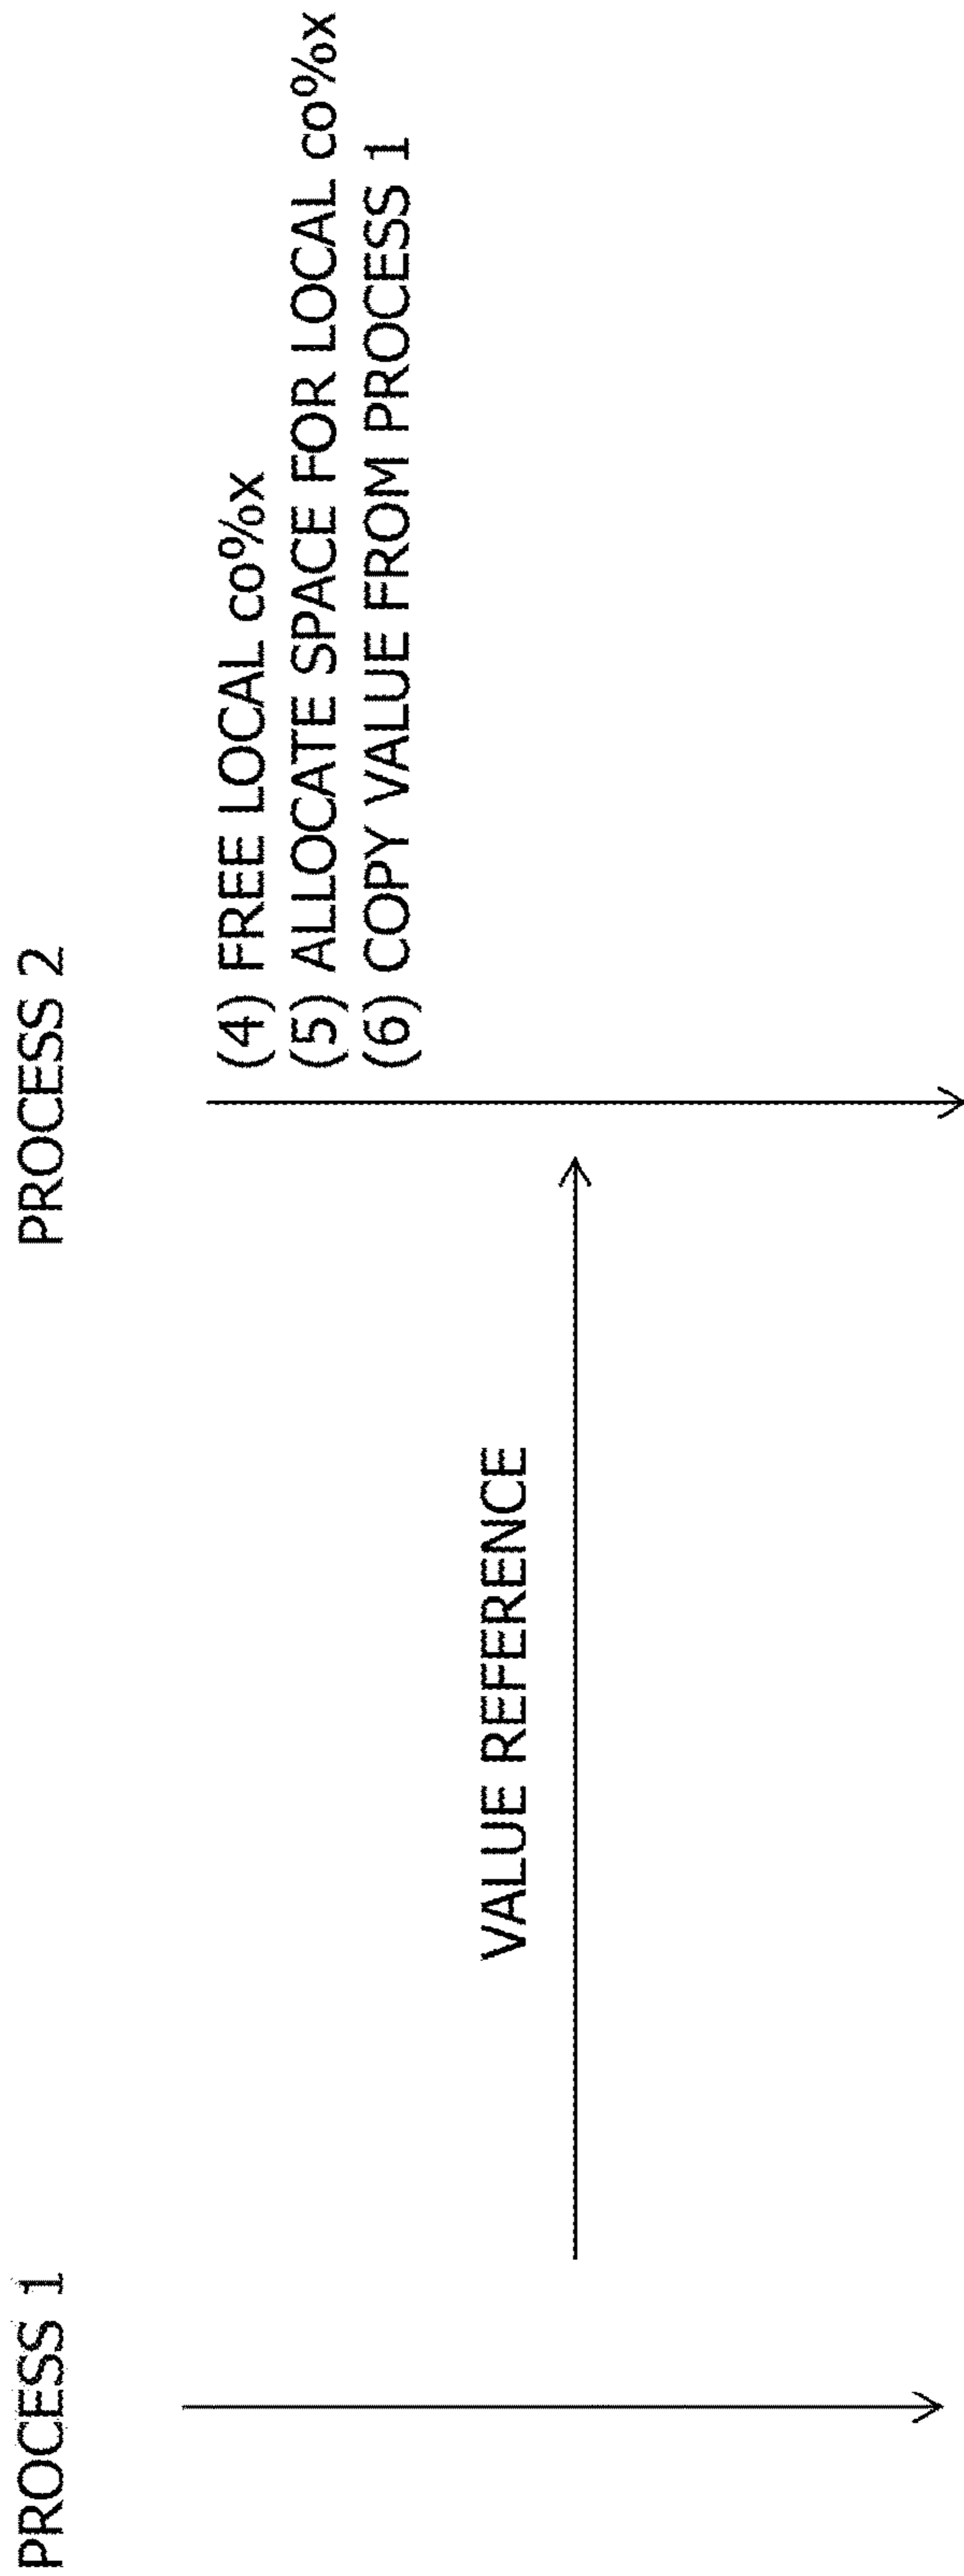 PROCESS 1
PROCESS 2
(4) FREE LOCAL co%x
(5) ALLOCATE SPACE FOR LOCAL co%x
(6) COPY VALUE FROM PROCESS 1
VALUE REFERENCE